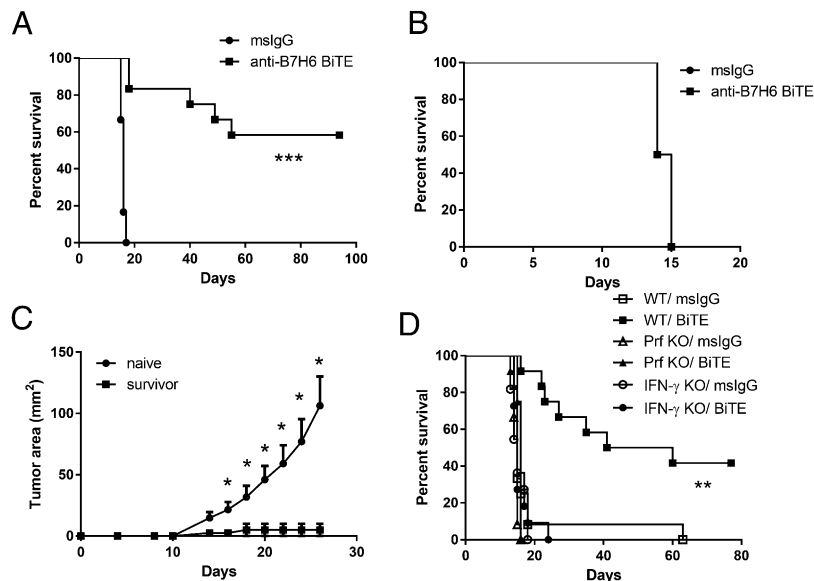 A
msIgG
anti-B7H6 BiTE
100
80
60
40
20
0
Percent survival
***
0 20 40 60 80 100
Days
B
msIgG
anti-B7H6 BiTE
100
80
60
40
20
0
Percent survival
0 5 10 15 20
Days
C
naive
survivor
150
100
50
0
Tumor area (mm²)
* * * * * *
0 10 20 30
Days
D
WT/ msIgG
WT/ BiTE
Prf KO/ msIgG
Prf KO/ BiTE
IFN-γ KO/ msIgG
IFN-γ KO/ BiTE
100
80
60
40
20
0
Percent survival
**
0 20 40 60 80
Days